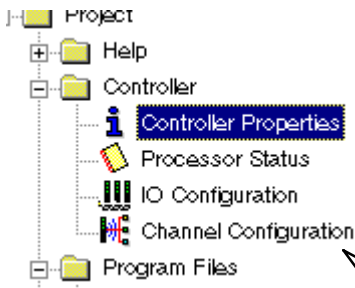 Project
Help
Controller
Controller Properties
Processor Status
IO Configuration
Channel Configuration
Program Files